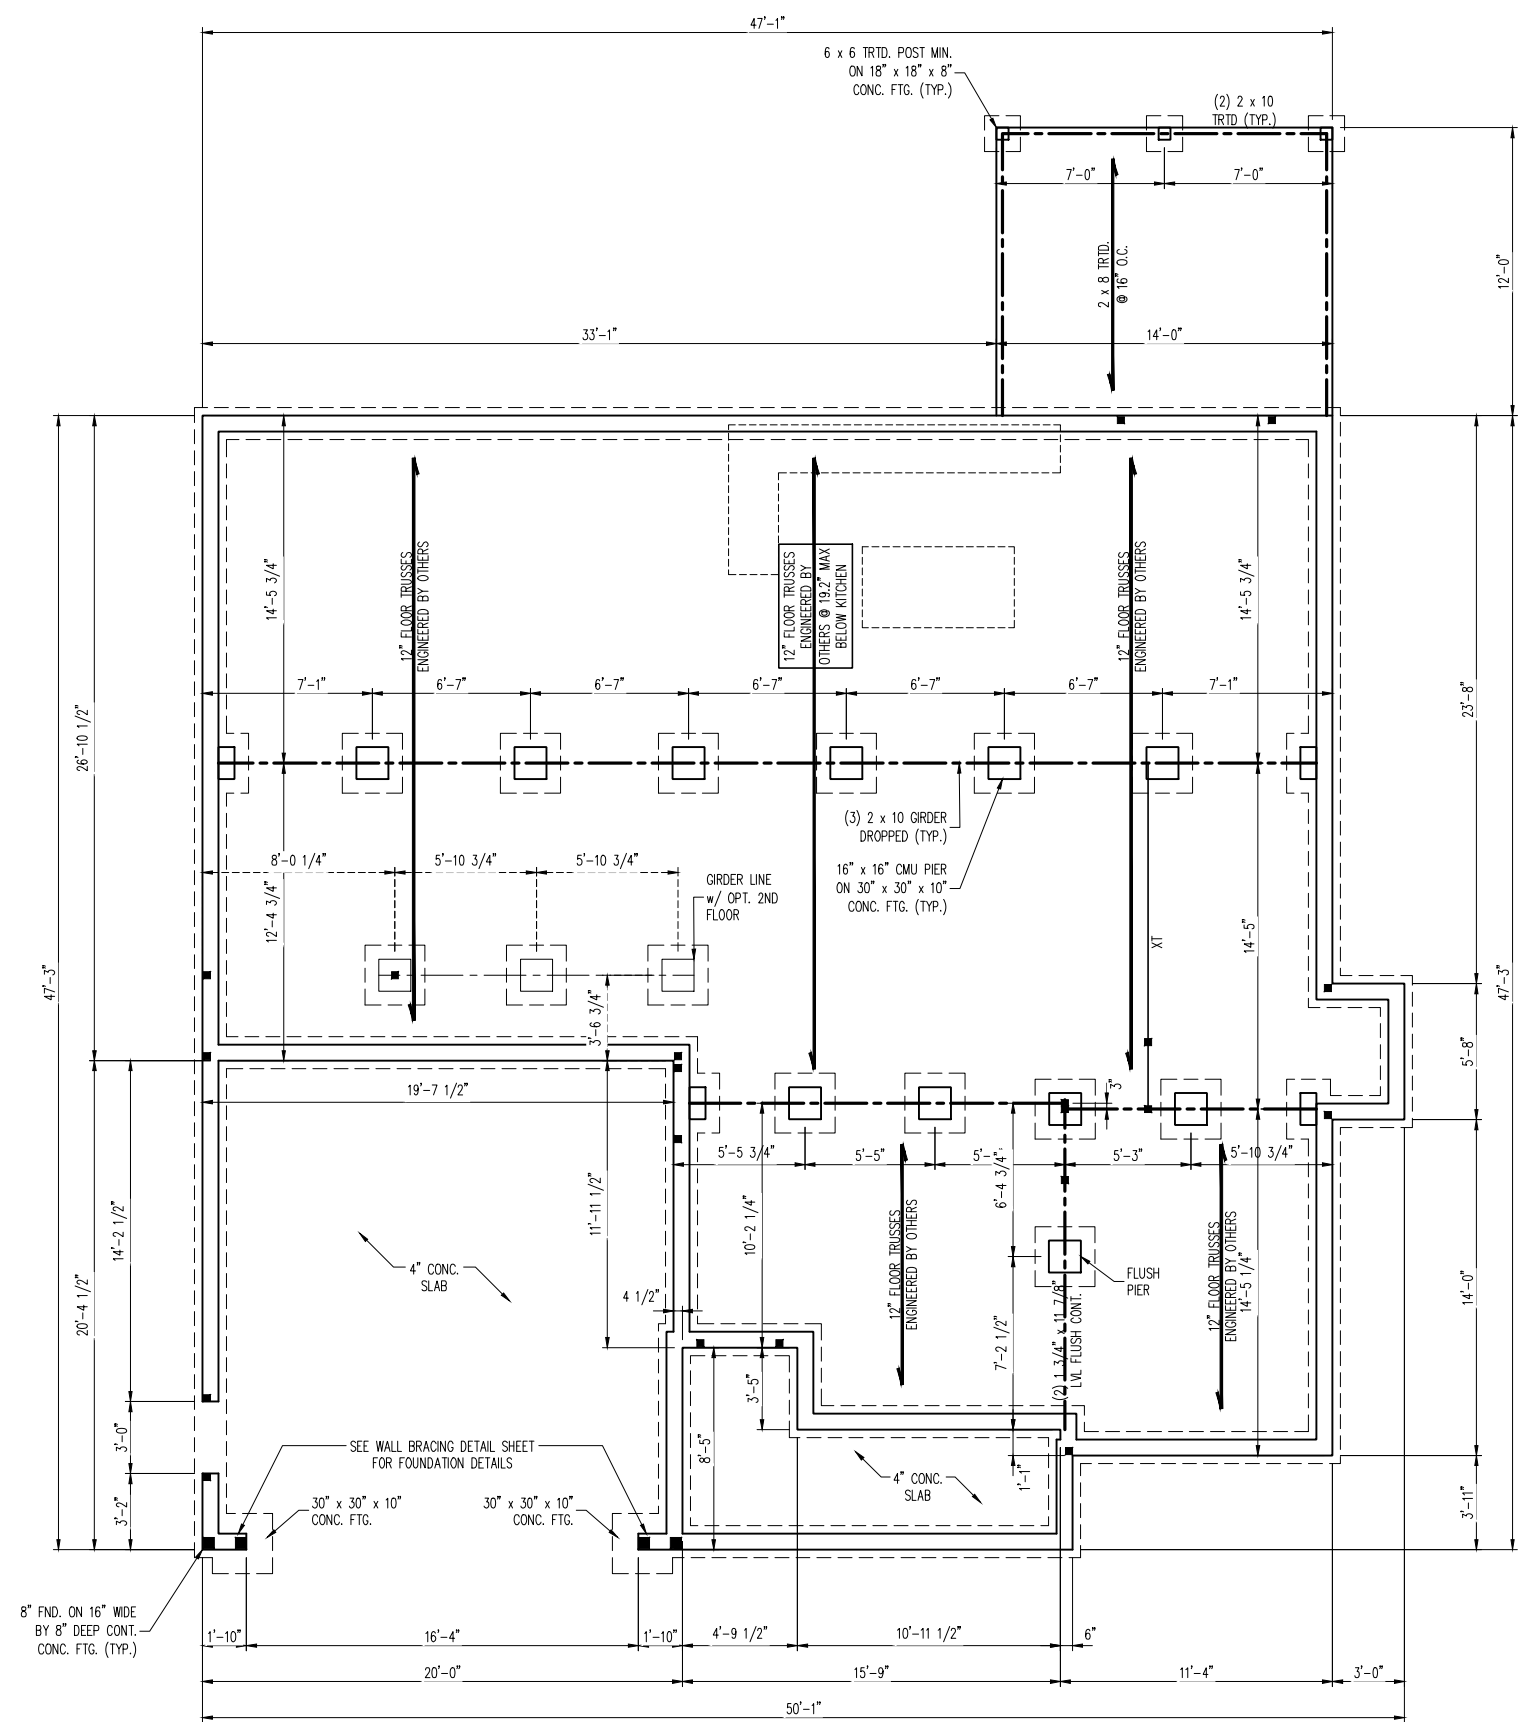 47'-1"
6 x 6 TRTD. POST MIN.
ON 18" x 18" x 8"
CONC. FTG. (TYP.)
(2) 2 x 10
TRTD (TYP.)
7'-0"
7'-0"
2 x 8 TRTD.
@ 16" O.C.
12'-0"
33'-1"
14'-0"
14'-5 3/4"
12" FLOOR TRUSSES
ENGINEERED BY OTHERS
12" FLOOR TRUSSES
ENGINEERED BY
OTHERS @ 19.2" MAX
BELOW KITCHEN
12" FLOOR TRUSSES
ENGINEERED BY OTHERS
14'-5 3/4"
7'-1"
6'-7"
6'-7"
6'-7"
6'-7"
6'-7"
7'-1"
26'-10 1/2"
23'-8"
(3) 2 x 10 GIRDER
DROPPED (TYP.)
16" x 16" CMU PIER
ON 30" x 30" x 10"
CONC. FTG. (TYP.)
8'-0 1/4"
5'-10 3/4"
5'-10 3/4"
GIRDER LINE
w/ OPT. 2ND
FLOOR
12'-4 3/4"
14'-5"
XT
47'-3"
47'-3"
3'-6 3/4"
5'-8"
19'-7 1/2"
3"
5'-5 3/4"
5'-5"
5'-
5'-3"
5'-10 3/4"
6'-4 3/4"
11'-11 1/2"
10'-2 1/4"
14'-2 1/2"
20'-4 1/2"
12" FLOOR TRUSSES
ENGINEERED BY OTHERS
12" FLOOR TRUSSES
ENGINEERED BY OTHERS
14'-5 1/4"
14'-0"
4" CONC.
SLAB
FLUSH
PIER
4 1/2"
(2) 1 3/4" x 11 7/8"
LVL FLUSH CONT.
7'-2 1/2"
3'-5"
8'-5"
3'-0"
SEE WALL BRACING DETAIL SHEET
FOR FOUNDATION DETAILS
4" CONC.
SLAB
1'-1"
3'-2"
3'-11"
30" x 30" x 10"
CONC. FTG.
30" x 30" x 10"
CONC. FTG.
8" FND. ON 16" WIDE
BY 8" DEEP CONT.
CONC. FTG. (TYP.)
1'-10"
16'-4"
1'-10"
4'-9 1/2"
10'-11 1/2"
6"
20'-0"
15'-9"
11'-4"
3'-0"
50'-1"